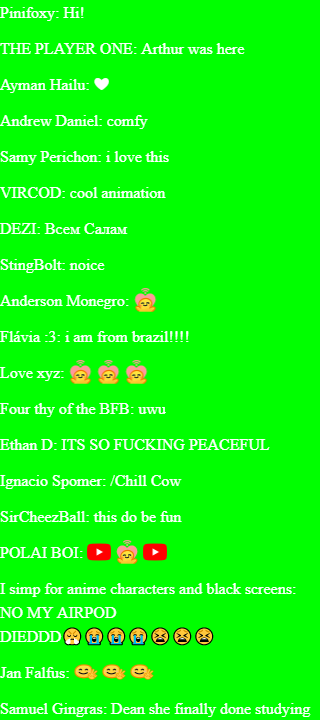 Pinifoxy: Hi!
THE PLAYER ONE: Arthur was here
Ayman Hailu: 🤍
Andrew Daniel: comfy
Samy Perichon: i love this
VIRCOD: cool animation
DEZI: Всем Салам
StingBolt: noice
Anderson Monegro:
Flávia :3: i am from brazil!!!!
Love xyz:
Four thy of the BFB: uwu
Ethan D: ITS SO FUCKING PEACEFUL
Ignacio Spomer: /Chill Cow
SirCheezBall: this do be fun
POLAI BOI:
I simp for anime characters and black screens:
NO MY AIRPOD
DIEDDD😤😭😭😭😫😫😫
Jan Falfus:
Samuel Gingras: Dean she finally done studying